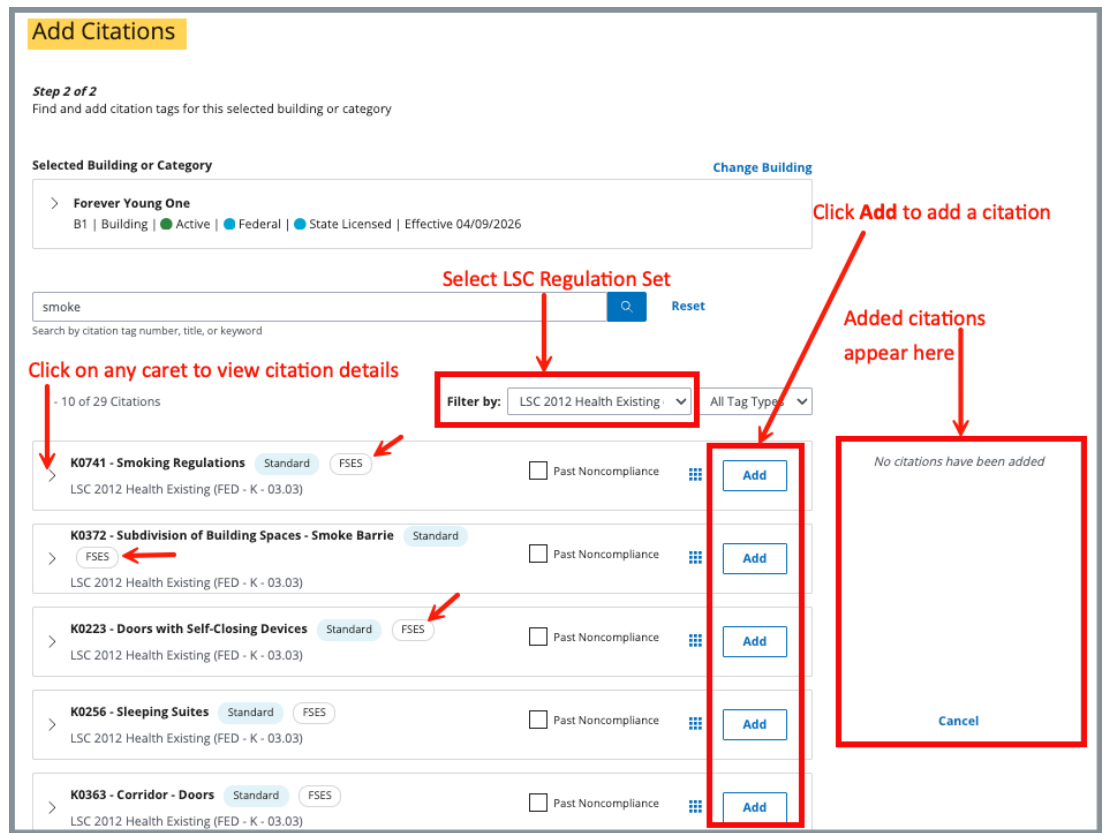 Add Citations
Step 2 of 2
Find and add citation tags for this selected building or category
Selected Building or Category
Change Building
Forever Young One
B1 | Building | Active | Federal | State Licensed | Effective 04/09/2026
Click Add to add a citation
Select LSC Regulation Set
smoke
Reset
Search by citation tag number, title, or keyword
Added citations
appear here
Click on any caret to view citation details
- 10 of 29 Citations
Filter by: LSC 2012 Health Existing
All Tag Types
K0741 - Smoking Regulations Standard FSES
LSC 2012 Health Existing (FED - K - 03.03)
Past Noncompliance
Add
No citations have been added
K0372 - Subdivision of Building Spaces - Smoke Barrie Standard
FSES
LSC 2012 Health Existing (FED - K - 03.03)
Past Noncompliance
Add
K0223 - Doors with Self-Closing Devices Standard FSES
LSC 2012 Health Existing (FED - K - 03.03)
Past Noncompliance
Add
K0256 - Sleeping Suites Standard FSES
LSC 2012 Health Existing (FED - K - 03.03)
Past Noncompliance
Add
Cancel
K0363 - Corridor - Doors Standard FSES
LSC 2012 Health Existing (FED - K - 03.03)
Past Noncompliance
Add